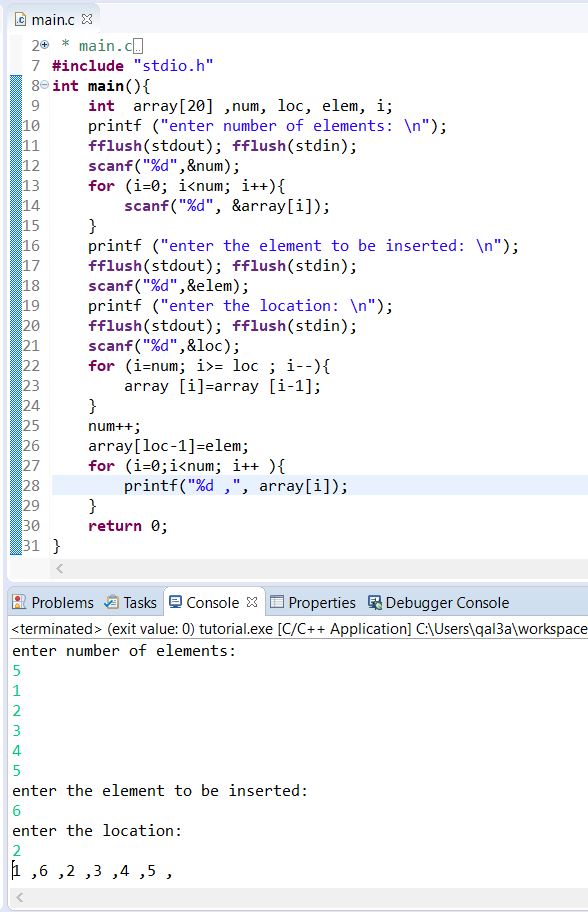 main.c
2 * main.c
7 #include "stdio.h"
8 int main(){
9 int  array[20] ,num, loc, elem, i;
10 printf ("enter number of elements: \n");
11 fflush(stdout); fflush(stdin);
12 scanf("%d",&num);
13 for (i=0; i<num; i++){
14 scanf("%d", &array[i]);
15 }
16 printf ("enter the element to be inserted: \n");
17 fflush(stdout); fflush(stdin);
18 scanf("%d",&elem);
19 printf ("enter the location: \n");
20 fflush(stdout); fflush(stdin);
21 scanf("%d",&loc);
22 for (i=num; i>= loc ; i--){
23 array [i]=array [i-1];
24 }
25 num++;
26 array[loc-1]=elem;
27 for (i=0;i<num; i++ ){
28 printf("%d ,", array[i]);
29 }
30 return 0;
31 }
Problems Tasks Console Properties Debugger Console
<terminated> (exit value: 0) tutorial.exe [C/C++ Application] C:\Users\qal3a\workspace
enter number of elements:
5
1
2
3
4
5
enter the element to be inserted:
6
enter the location:
2
1 ,6 ,2 ,3 ,4 ,5 ,